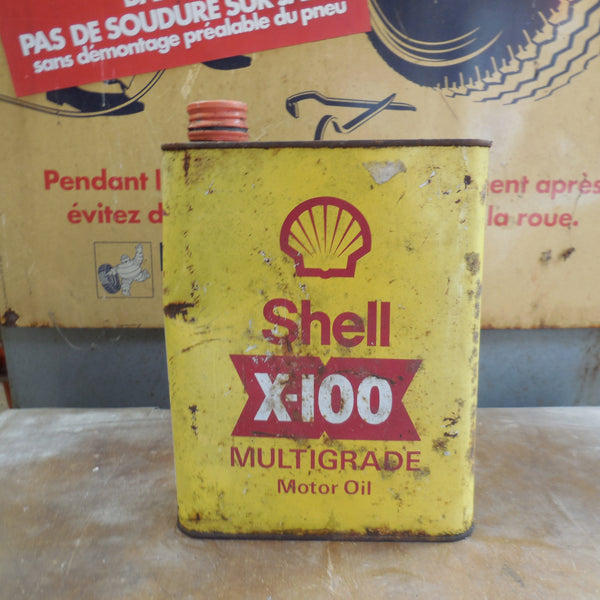 PAS DE SOUDURE SUR
sans démontage préalable du pneu
Pendant
ent après
évitez
la roue.
Shell
X-100
MULTIGRADE
Motor Oil